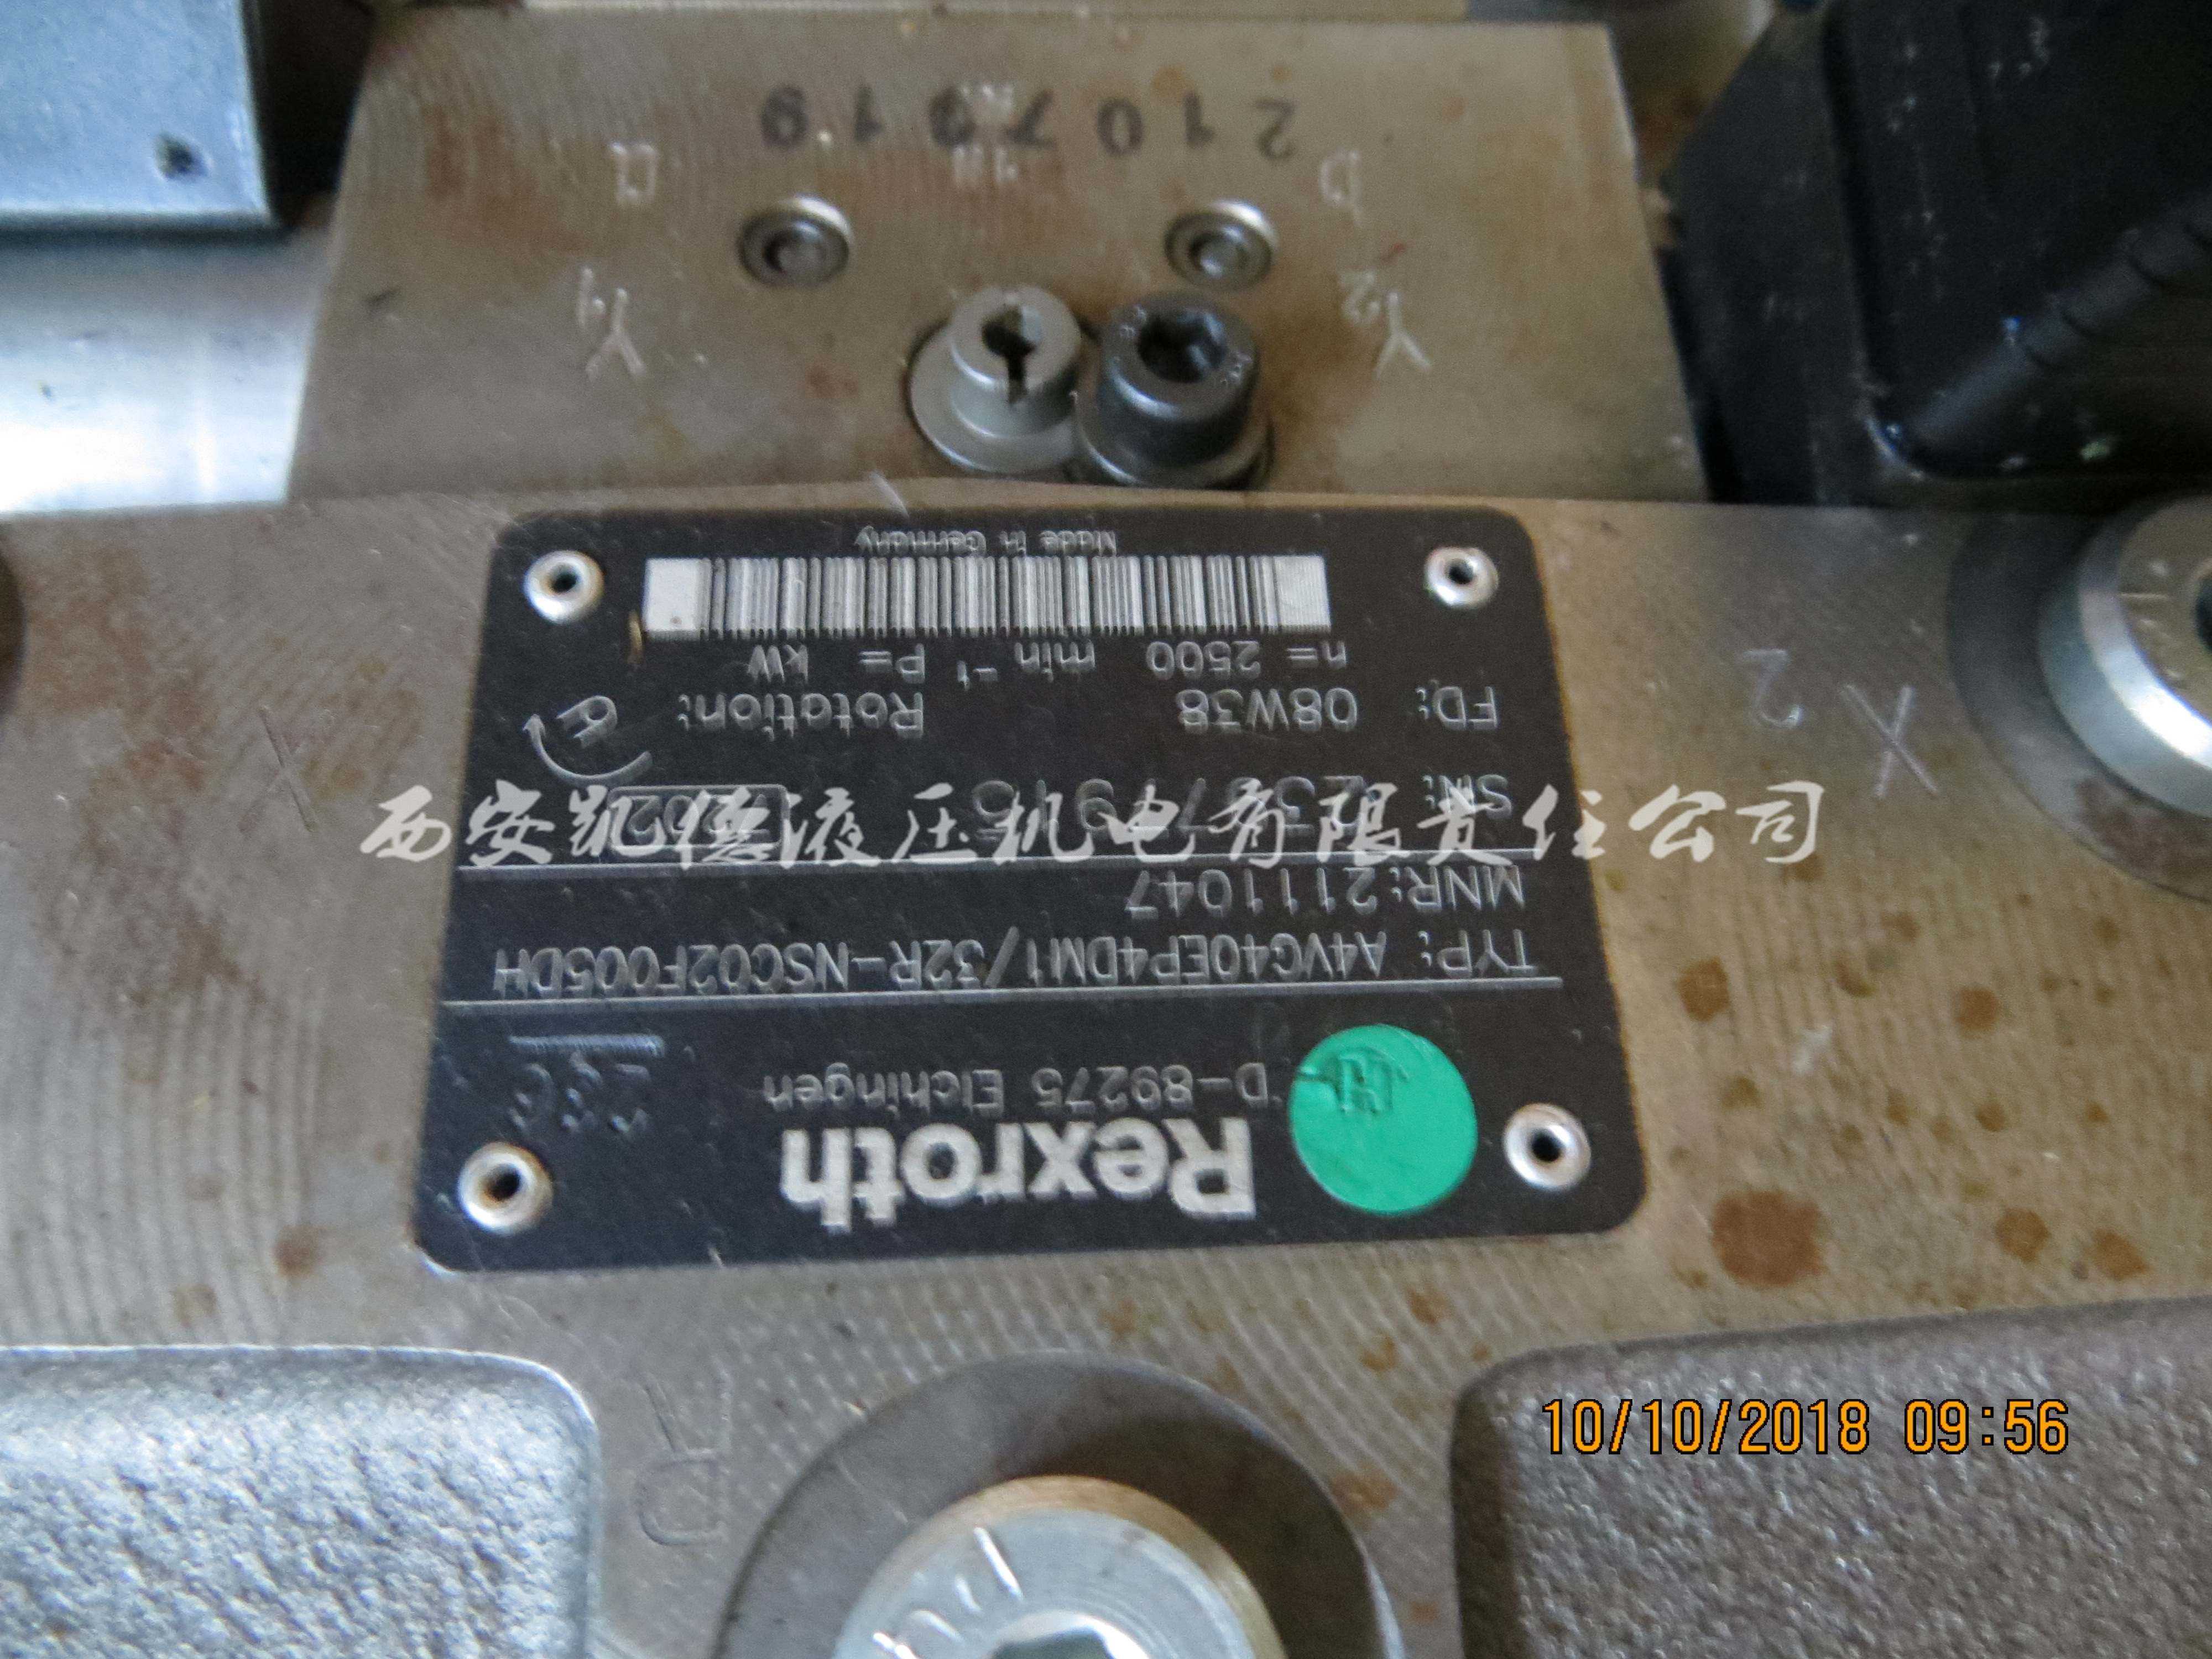 Rexroth
D-89275 Elchingen
TYP: A4VG40EP4DM1/32R-NSC02F005DH
MNR: 2111047
SN:
FD: 08W38 Rotation:
n= 2500 min⁻¹ P= kW
Made in Germany
2107919
Y2 Y1
X2
R
西安凯德液压机电有限责任公司
10/10/2018 09:56